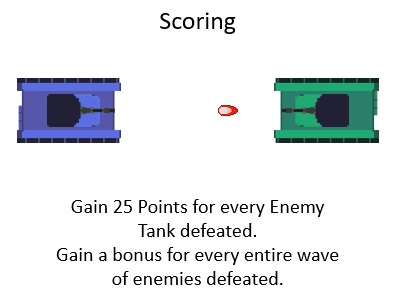 Scoring
Gain 25 Points for every Enemy
Tank defeated.
Gain a bonus for every entire wave
of enemies defeated.